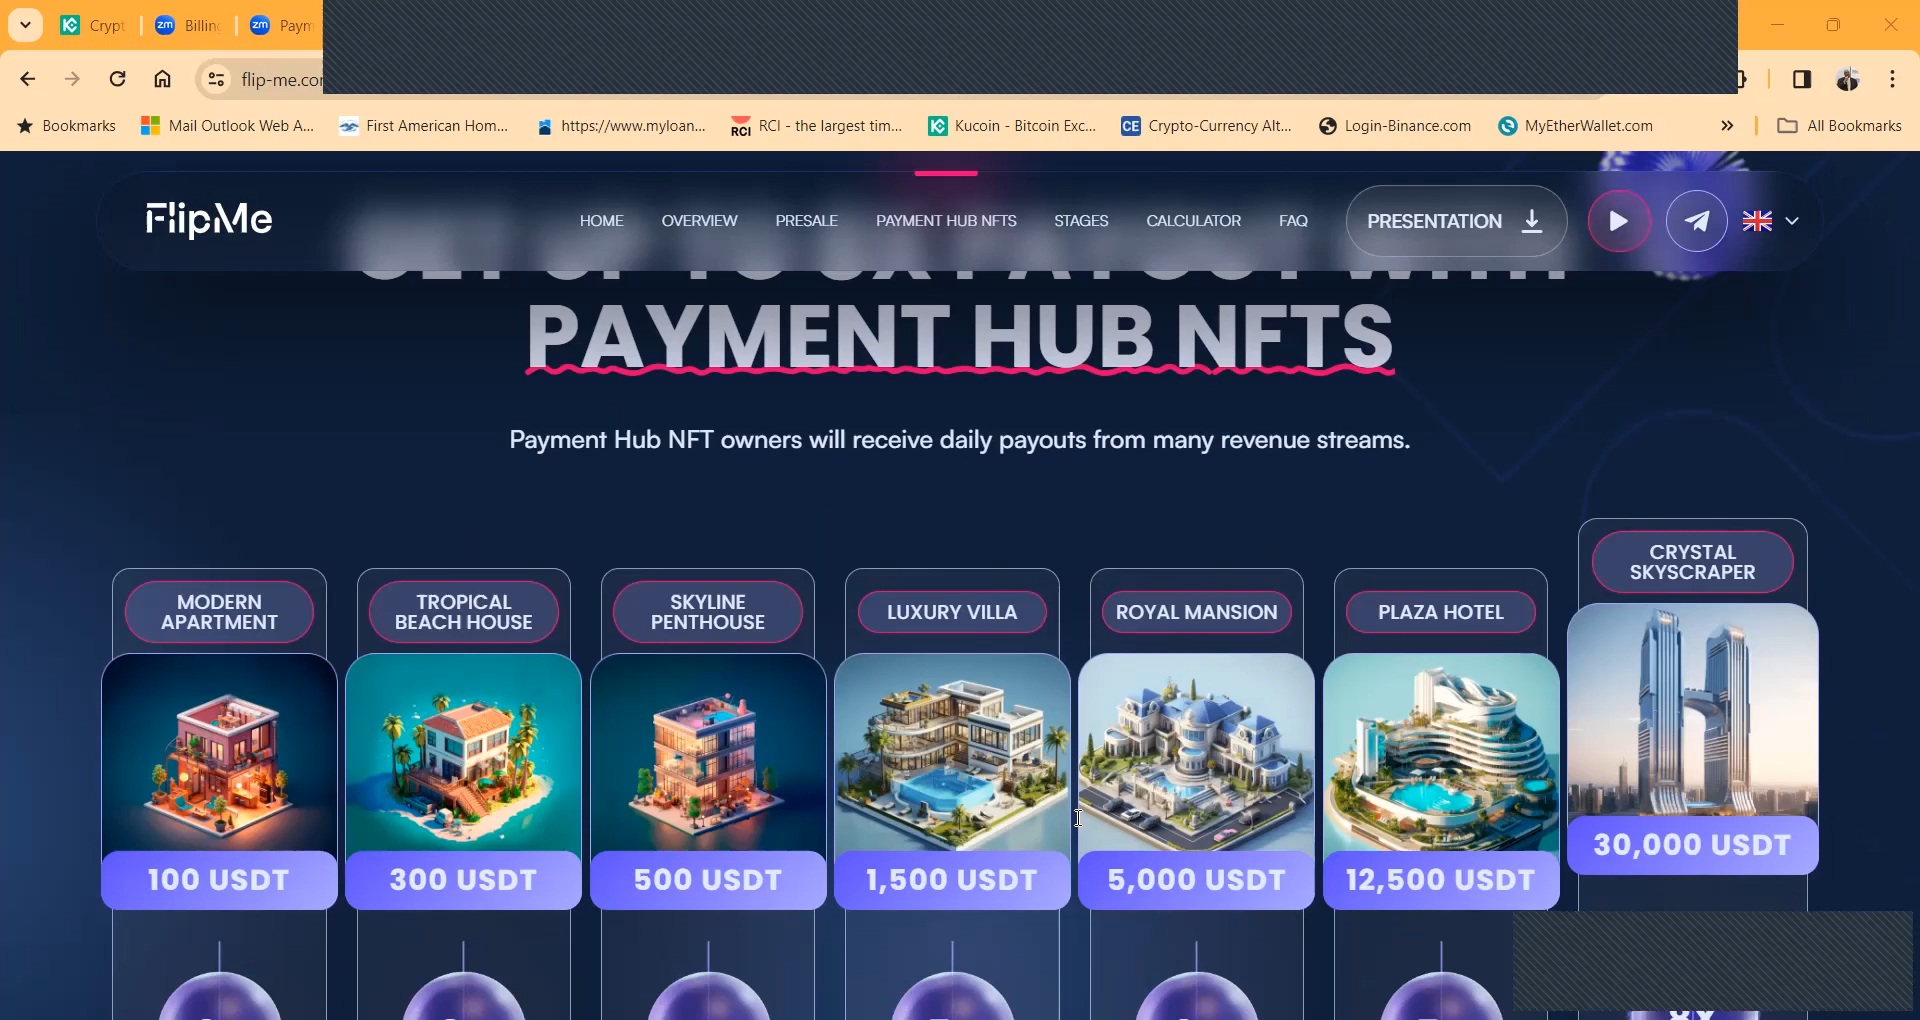 Crypt
Billin
Paym
flip-me.com
Bookmarks
Mail Outlook Web A...
First American Hom...
https://www.myloan...
RCI
RCI - the largest tim...
Kucoin - Bitcoin Exc...
CE
Crypto-Currency Alt...
Login-Binance.com
MyEtherWallet.com
All Bookmarks
FlipMe
HOME
OVERVIEW
PRESALE
PAYMENT HUB NFTS
STAGES
CALCULATOR
FAQ
PRESENTATION
PAYMENT HUB NFTS
Payment Hub NFT owners will receive daily payouts from many revenue streams.
MODERN
APARTMENT
100 USDT
TROPICAL
BEACH HOUSE
300 USDT
SKYLINE
PENTHOUSE
500 USDT
LUXURY VILLA
1,500 USDT
ROYAL MANSION
5,000 USDT
PLAZA HOTEL
12,500 USDT
CRYSTAL
SKYSCRAPER
30,000 USDT